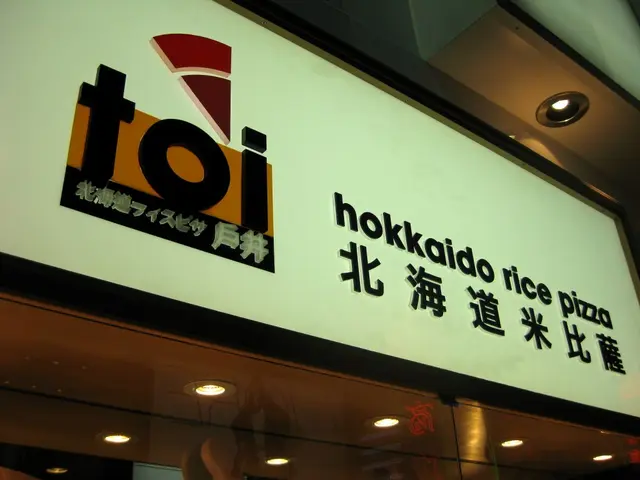 toi
北海道ライスピザ 戸井
hokkaido rice pizza
北海道米比薩